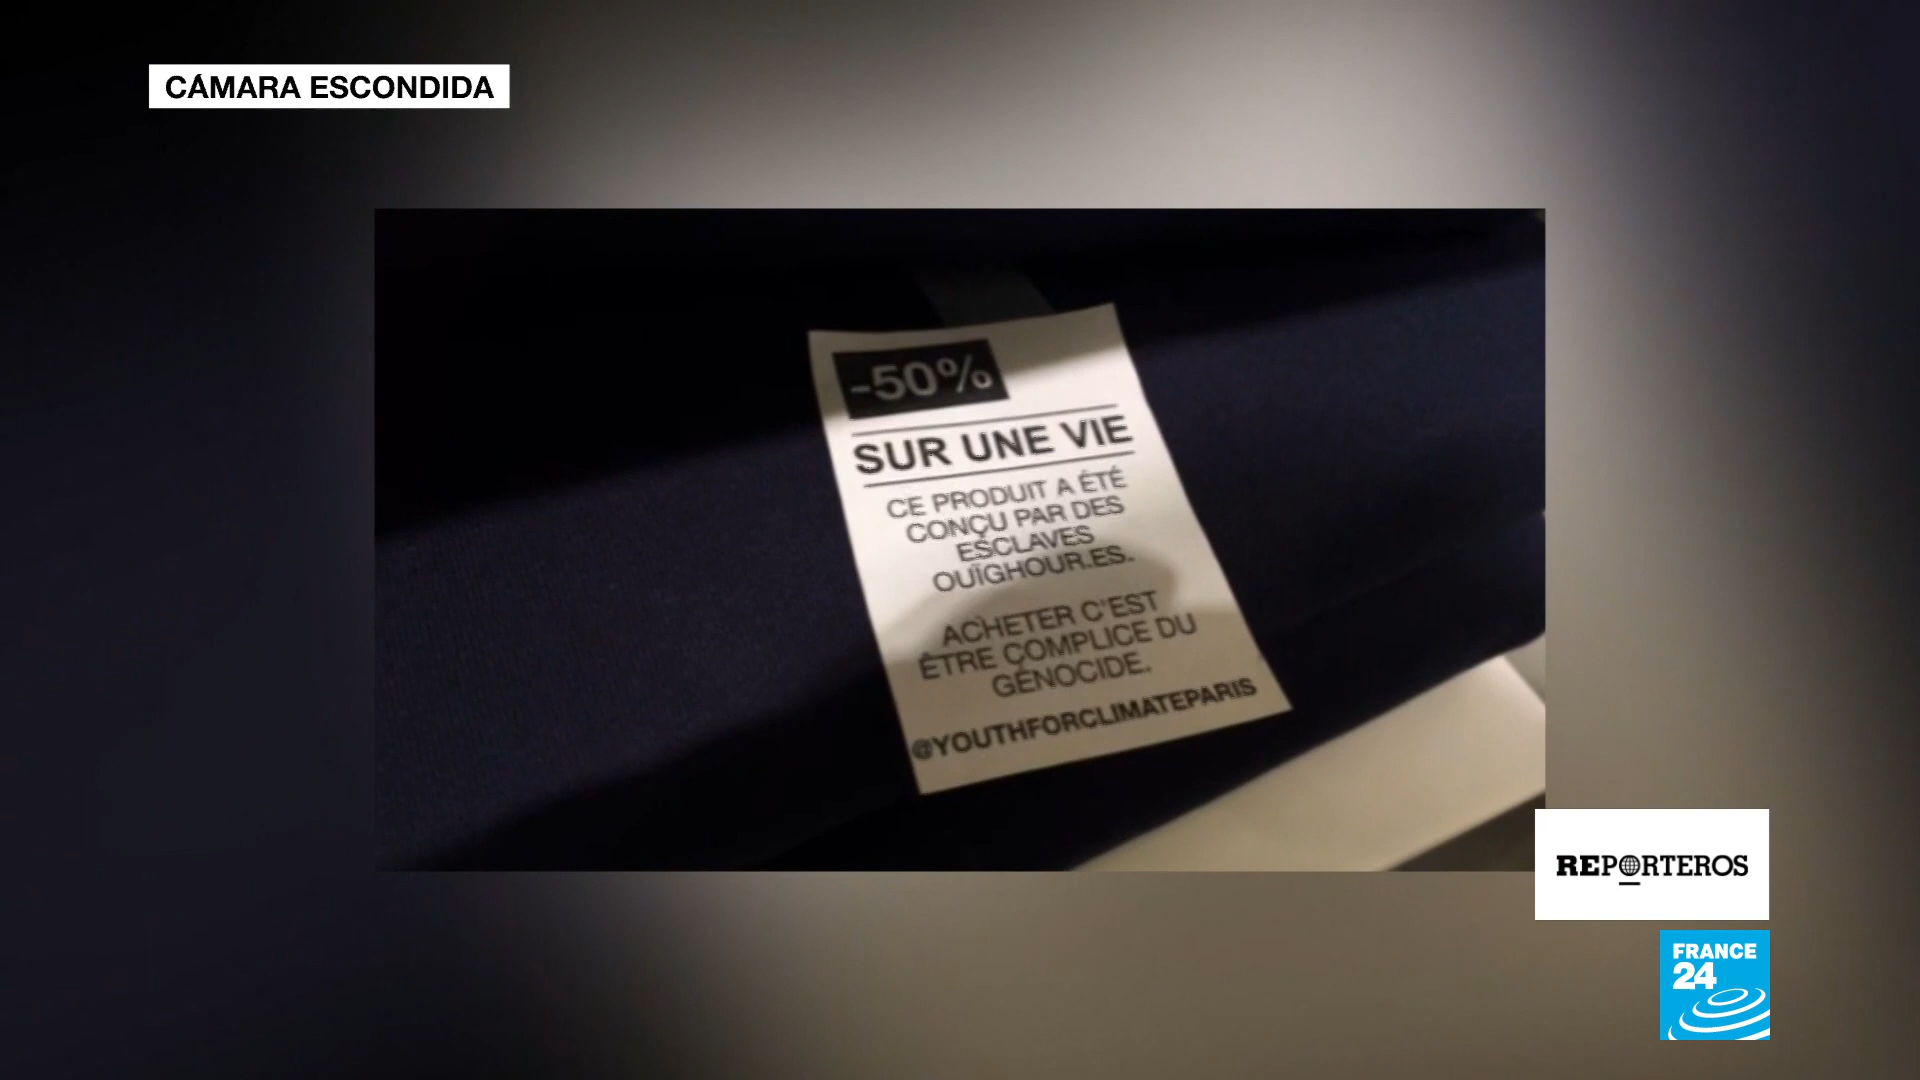 CÁMARA ESCONDIDA
-50%
SUR UNE VIE
CE PRODUIT A ÉTÉ
CONÇU PAR DES
ESCLAVES
OUÏGHOUR.ES.
ACHETER C'EST
ÊTRE COMPLICE DU
GÉNOCIDE.
@YOUTHFORCLIMATEPARIS
REPORTEROS
FRANCE
24